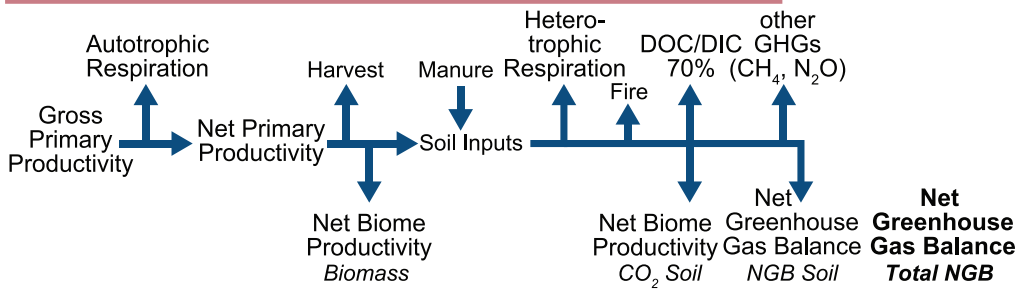 Autotrophic
Respiration
Harvest
Manure
Hetero-
trophic
Respiration
Fire
DOC/DIC
70%
other
GHGs
(CH₄, N₂O)
Gross
Primary
Productivity
Net Primary
Productivity
Soil Inputs
Net Biome
Productivity
Biomass
Net Biome
Productivity
CO₂ Soil
Net
Greenhouse
Gas Balance
NGB Soil
Net
Greenhouse
Gas Balance
Total NGB